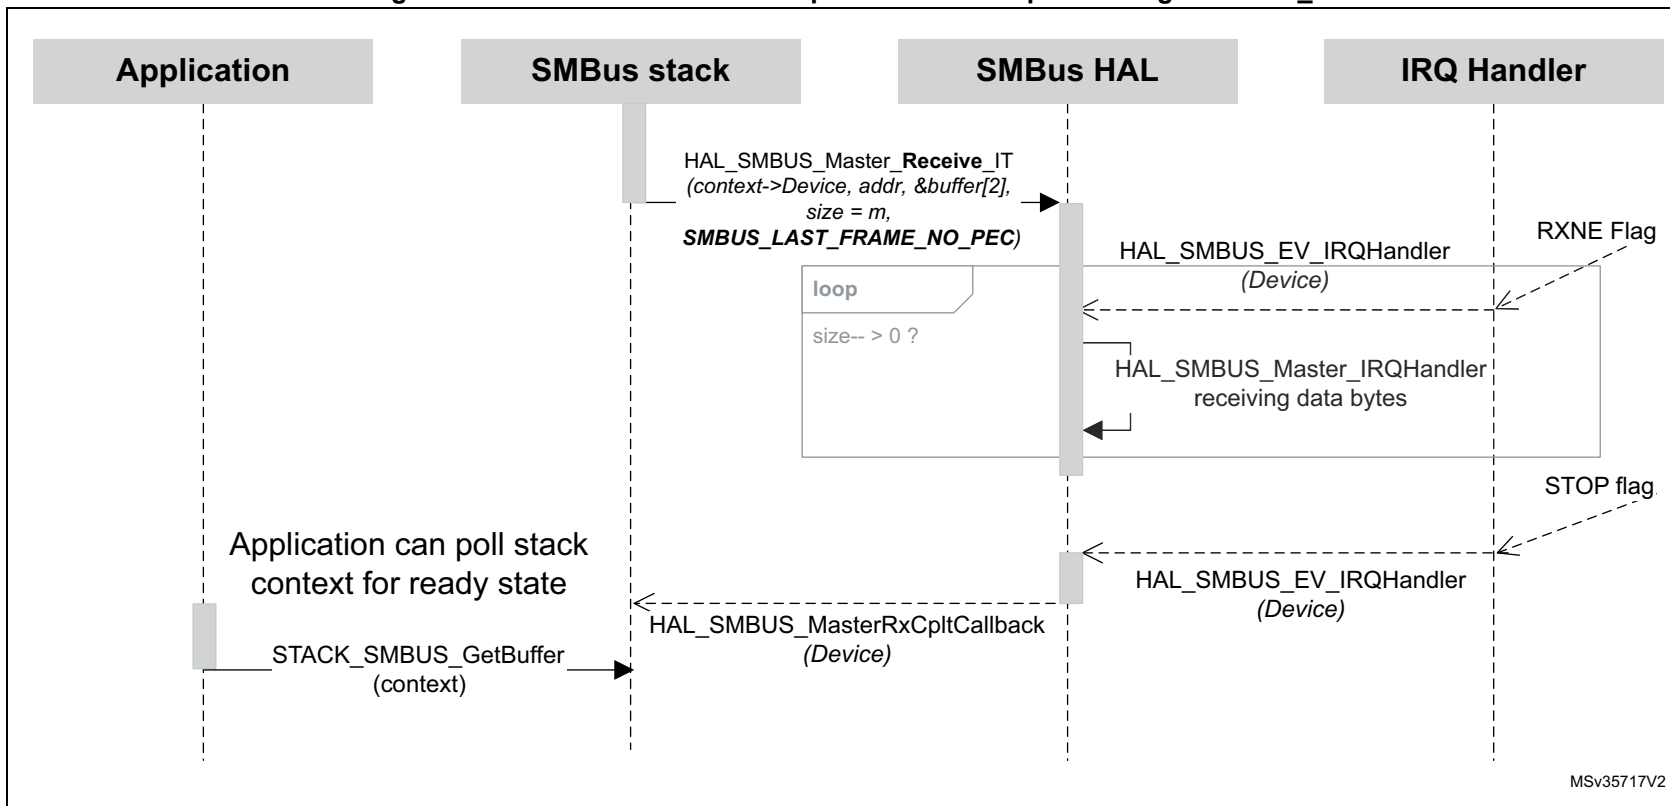 Application
SMBus stack
SMBus HAL
IRQ Handler
HAL_SMBUS_Master_Receive_IT
(context->Device, addr, &buffer[2],
size = m,
SMBUS_LAST_FRAME_NO_PEC)
RXNE Flag
HAL_SMBUS_EV_IRQHandler
(Device)
loop
size-- > 0 ?
HAL_SMBUS_Master_IRQHandler
receiving data bytes
STOP flag
Application can poll stack
context for ready state
HAL_SMBUS_EV_IRQHandler
(Device)
HAL_SMBUS_MasterRxCpltCallback
(Device)
STACK_SMBUS_GetBuffer
(context)
MSv35717V2